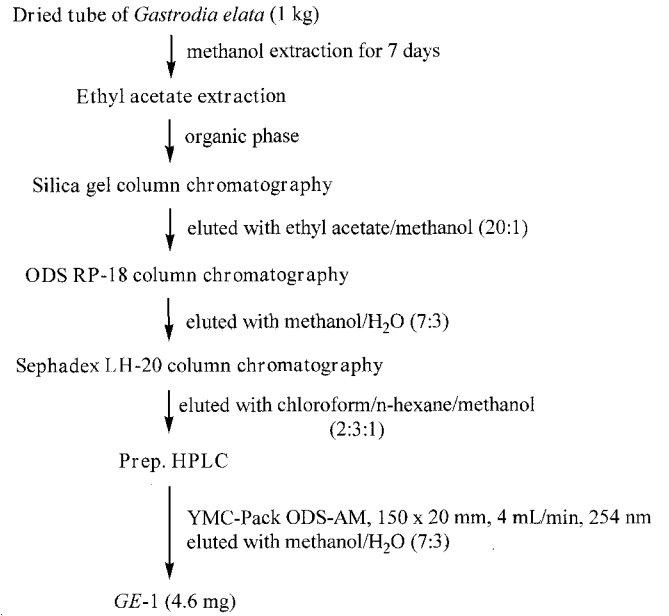 Dried tube of Gastrodia elata (1 kg)
methanol extraction for 7 days
Ethyl acetate extraction
organic phase
Silica gel column chromatography
eluted with ethyl acetate/methanol (20:1)
ODS RP-18 column chromatography
eluted with methanol/H₂O (7:3)
Sephadex LH-20 column chromatography
eluted with chloroform/n-hexane/methanol
(2:3:1)
Prep. HPLC
YMC-Pack ODS-AM, 150 x 20 mm, 4 mL/min, 254 nm
eluted with methanol/H₂O (7:3)
GE-1 (4.6 mg)